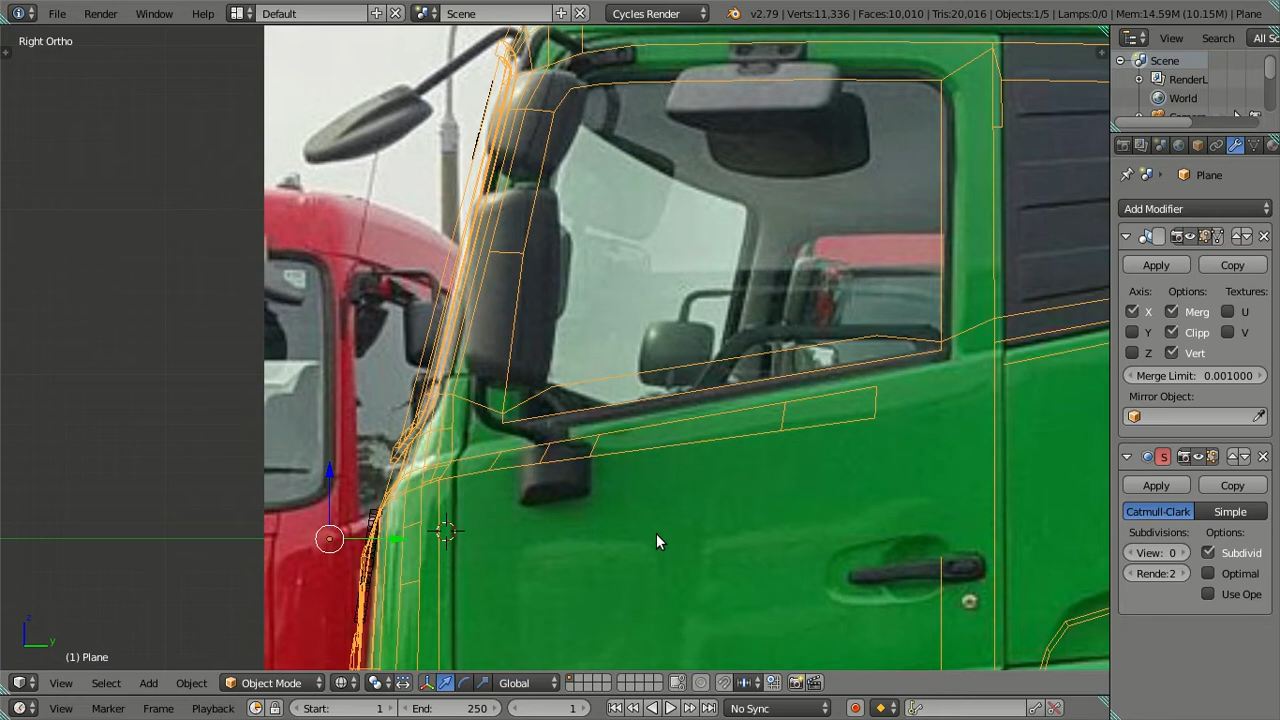 File Render Window Help Default Scene Cycles Render v2.79 | Verts:11,336 | Faces:10,010 | Tris:20,016 | Objects:1/5 | Lamps:0/0 | Mem:14.59M (10.15M) | Plane
Right Ortho
View Search All Sc
Scene
RenderL
World
Plane
Add Modifier
Apply Copy
Axis: Options: Textures:
X Merg U
Y Clipp V
Z Vert
Merge Limit: 0.001000
Mirror Object:
S
Apply Copy
Catmull-Clark Simple
Subdivisions: Options:
View: 0 Subdivid
Rende:2 Optimal
Use Ope
z
y
(1) Plane
View Select Add Object Object Mode Global
View Marker Frame Playback Start: 1 End: 250 1 No Sync